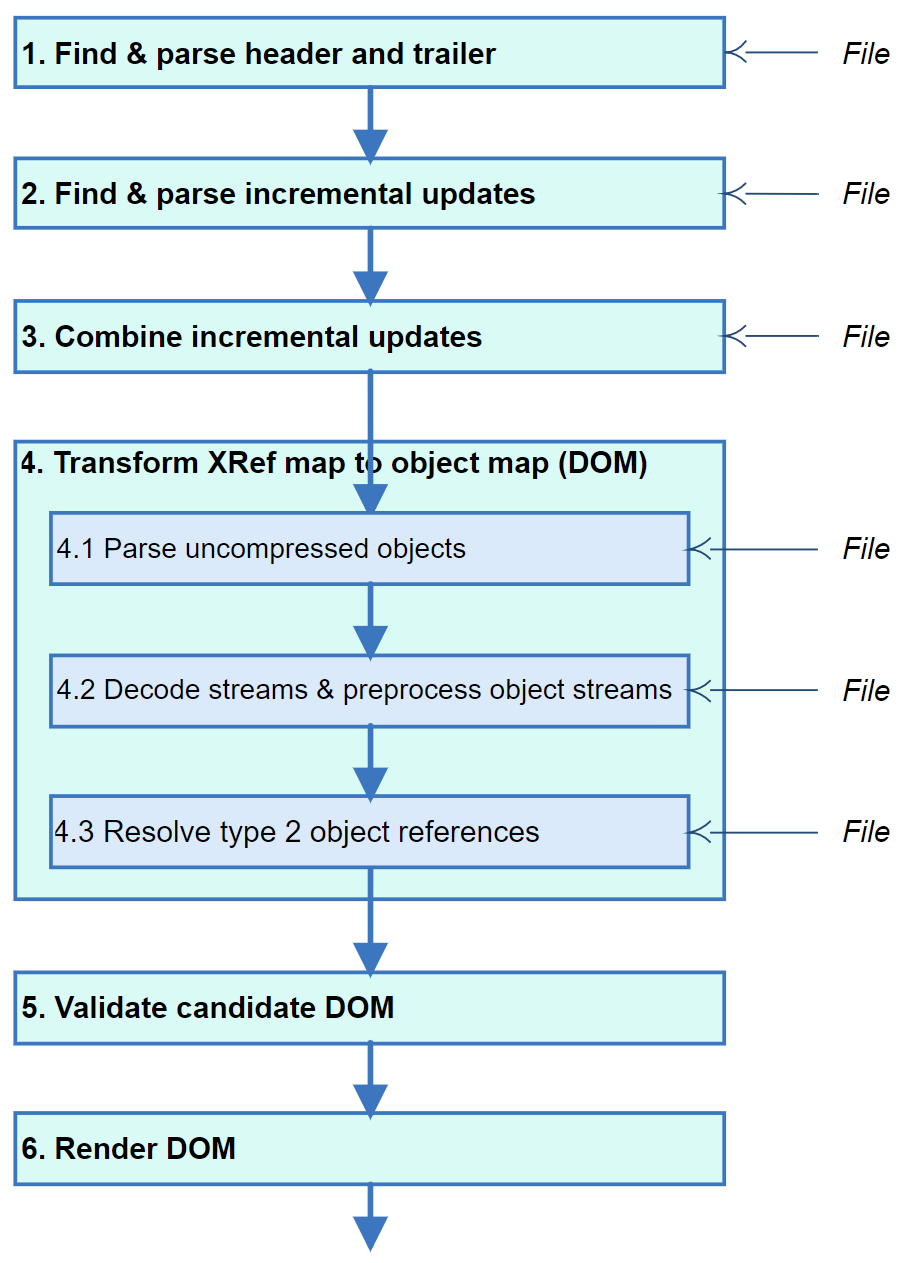 1. Find & parse header and trailer
File
2. Find & parse incremental updates
File
3. Combine incremental updates
File
4. Transform XRef map to object map (DOM)
4.1 Parse uncompressed objects
File
4.2 Decode streams & preprocess object streams
File
4.3 Resolve type 2 object references
File
5. Validate candidate DOM
6. Render DOM